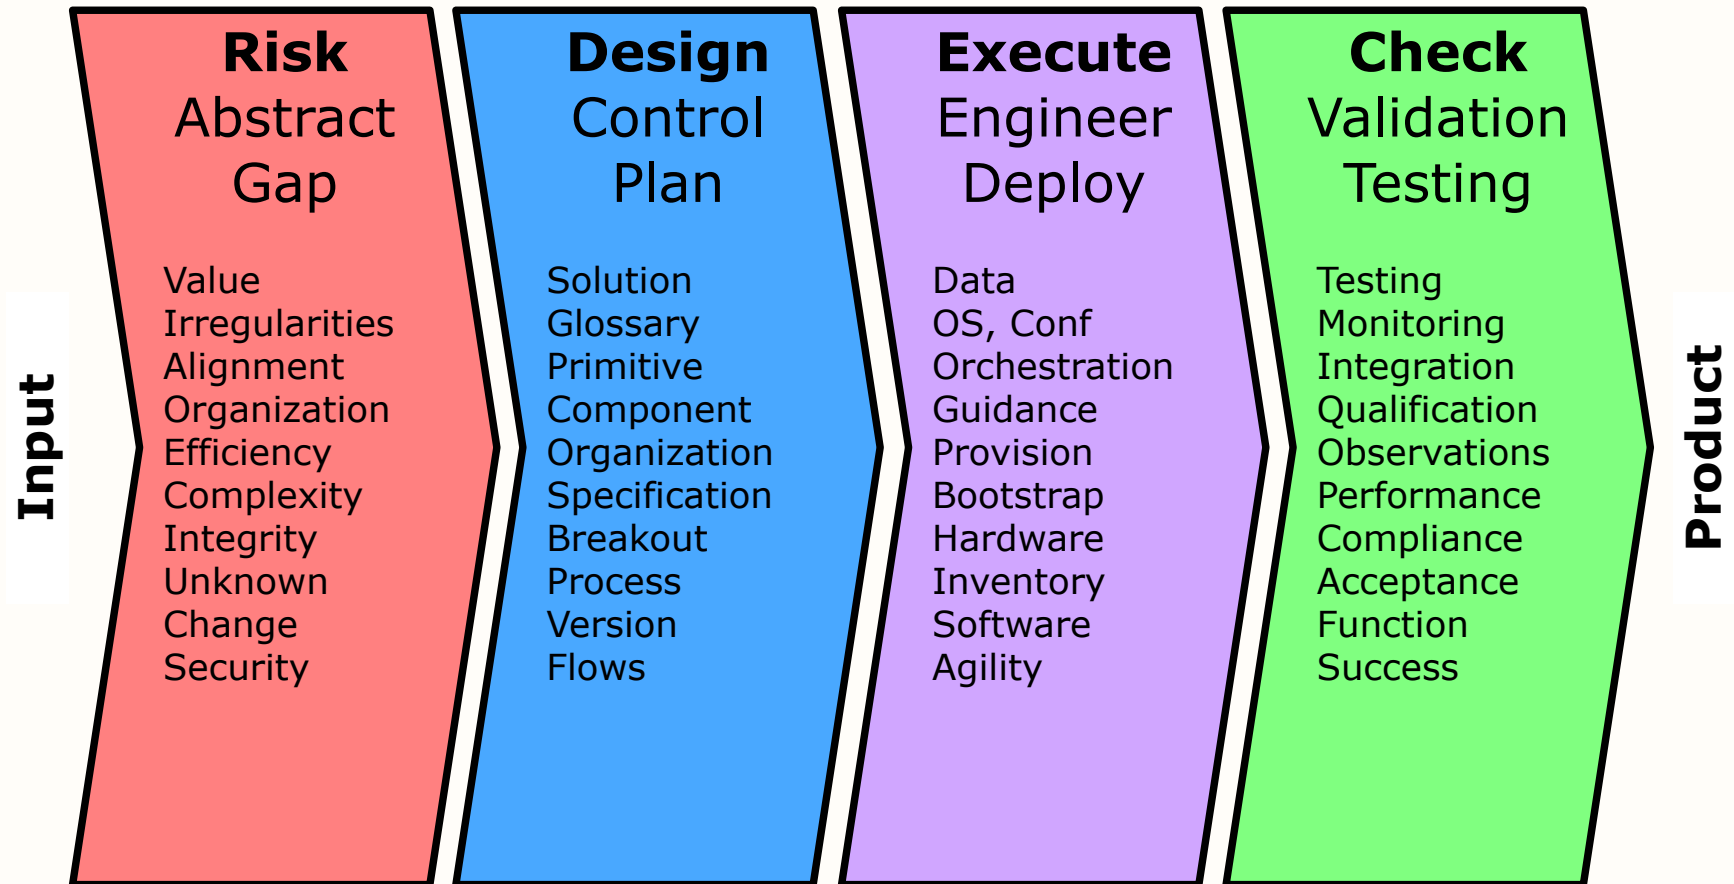 Input
Risk
Abstract
Gap
Value
Irregularities
Alignment
Organization
Efficiency
Complexity
Integrity
Unknown
Change
Security
Design
Control
Plan
Solution
Glossary
Primitive
Component
Organization
Specification
Breakout
Process
Version
Flows
Execute
Engineer
Deploy
Data
OS, Conf
Orchestration
Guidance
Provision
Bootstrap
Hardware
Inventory
Software
Agility
Check
Validation
Testing
Testing
Monitoring
Integration
Qualification
Observations
Performance
Compliance
Acceptance
Function
Success
Product